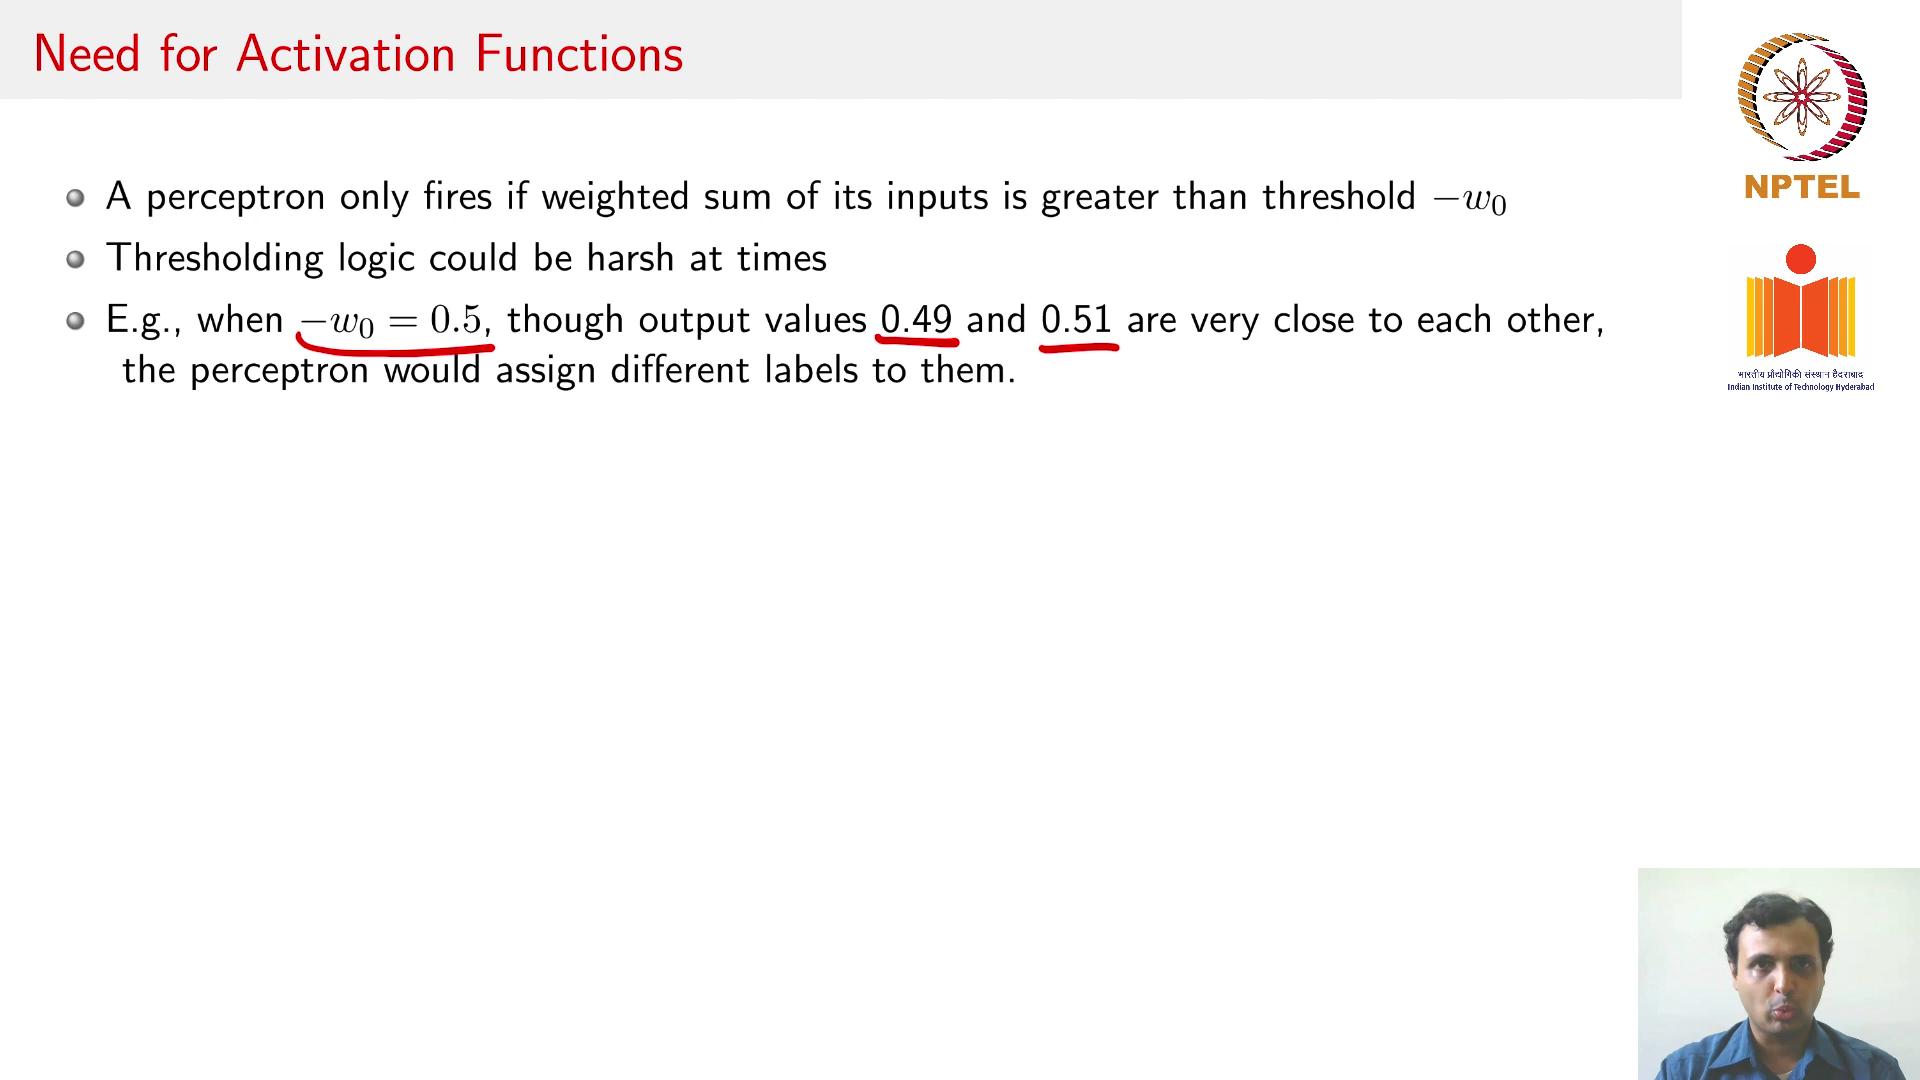 Need for Activation Functions
A perceptron only fires if weighted sum of its inputs is greater than threshold −w₀
Thresholding logic could be harsh at times
E.g., when −w₀ = 0.5, though output values 0.49 and 0.51 are very close to each other,
the perceptron would assign different labels to them.
NPTEL
भारतीय प्रौद्योगिकी संस्थान हैदराबाद
Indian Institute of Technology Hyderabad